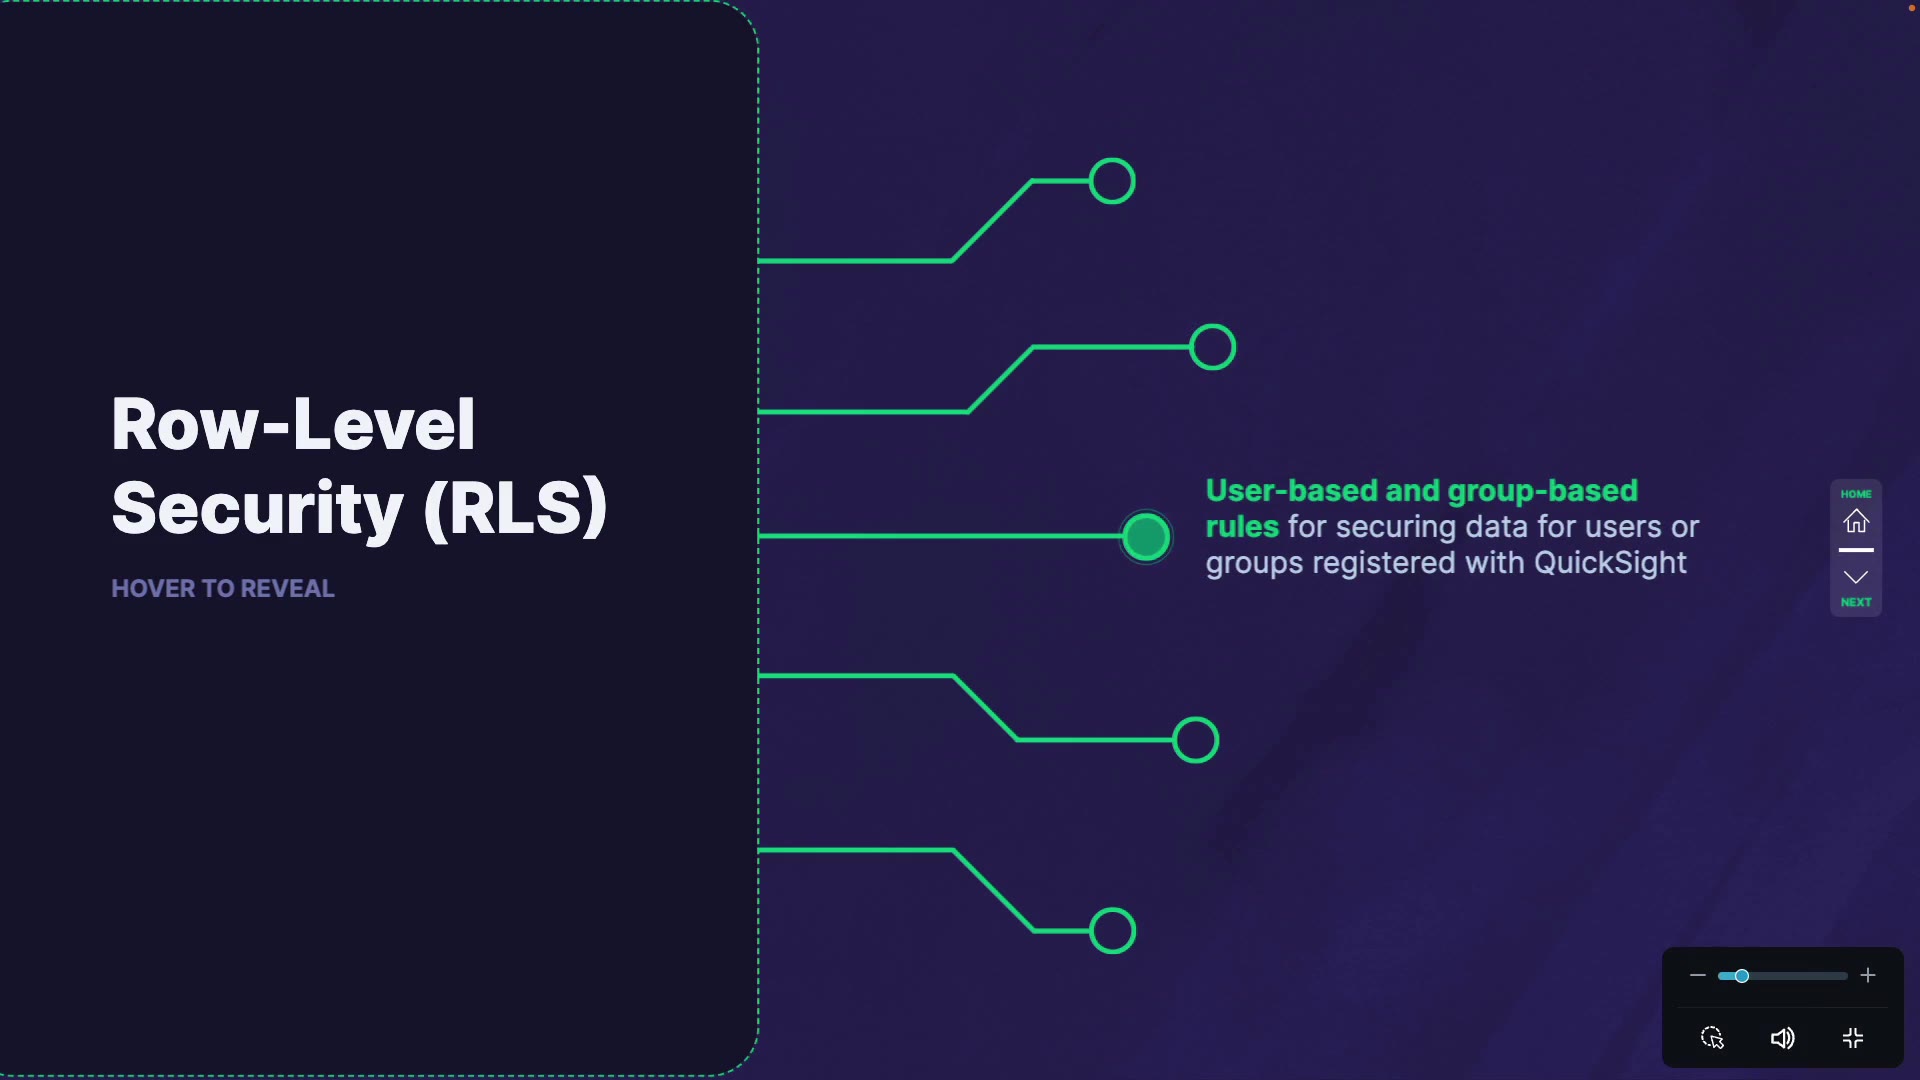 Row-Level
Security (RLS)
HOVER TO REVEAL
User-based and group-based
rules for securing data for users or
groups registered with QuickSight
HOME
NEXT